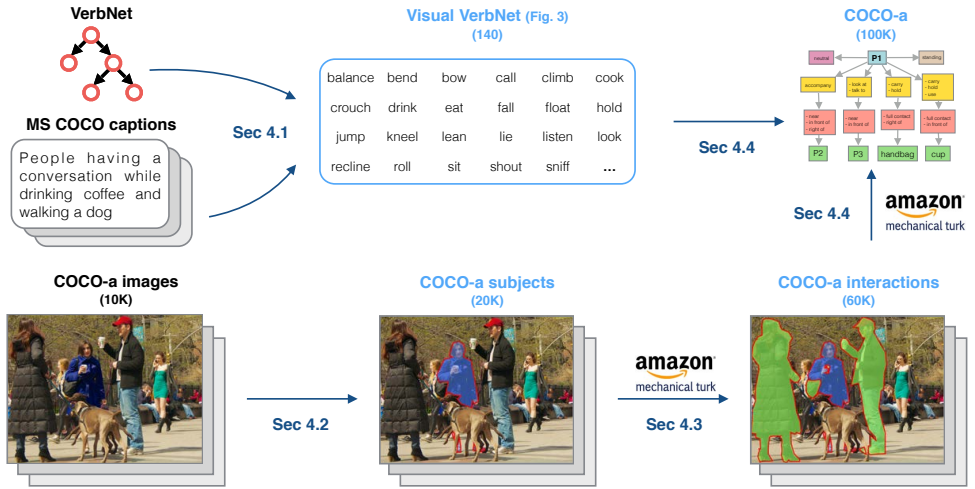 VerbNet
MS COCO captions
People having a
conversation while
drinking coffee and
walking a dog
Sec 4.1
Visual VerbNet (Fig. 3)
(140)
balance bend bow call climb cook
crouch drink eat fall float hold
jump kneel lean lie listen look
recline roll sit shout sniff ...
Sec 4.4
COCO-a
(100K)
neutral P1 standing
accompany
- look at
- talk to
- carry
- hold
- carry
- hold
- use
- near
- in front of
- right of
- near
- in front of
- full contact
- right of
- full contact
- in front of
P2 P3 handbag cup
Sec 4.4
amazon
mechanical turk
COCO-a images
(10K)
Sec 4.2
COCO-a subjects
(20K)
amazon
mechanical turk
Sec 4.3
COCO-a interactions
(60K)